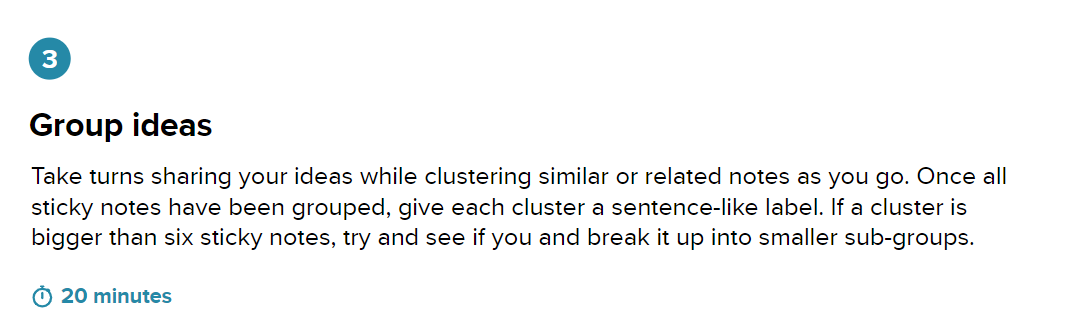 3
Group ideas
Take turns sharing your ideas while clustering similar or related notes as you go. Once all
sticky notes have been grouped, give each cluster a sentence-like label. If a cluster is
bigger than six sticky notes, try and see if you and break it up into smaller sub-groups.
20 minutes